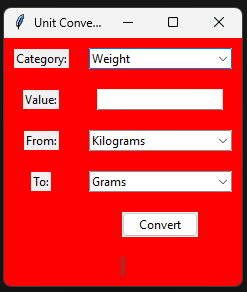 Unit Conve...
Category: Weight
Value:
From: Kilograms
To: Grams
Convert